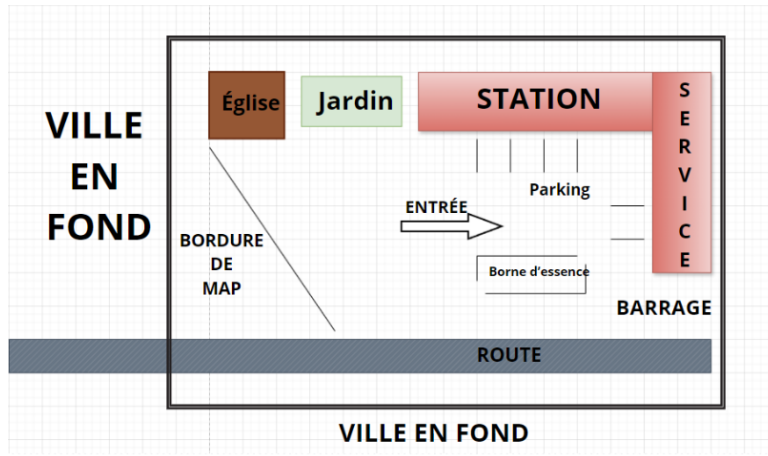 VILLE
EN
FOND
Église
Jardin
STATION
S
E
R
V
I
C
E
Parking
ENTRÉE
BORDURE
DE
MAP
Borne d'essence
BARRAGE
ROUTE
VILLE EN FOND